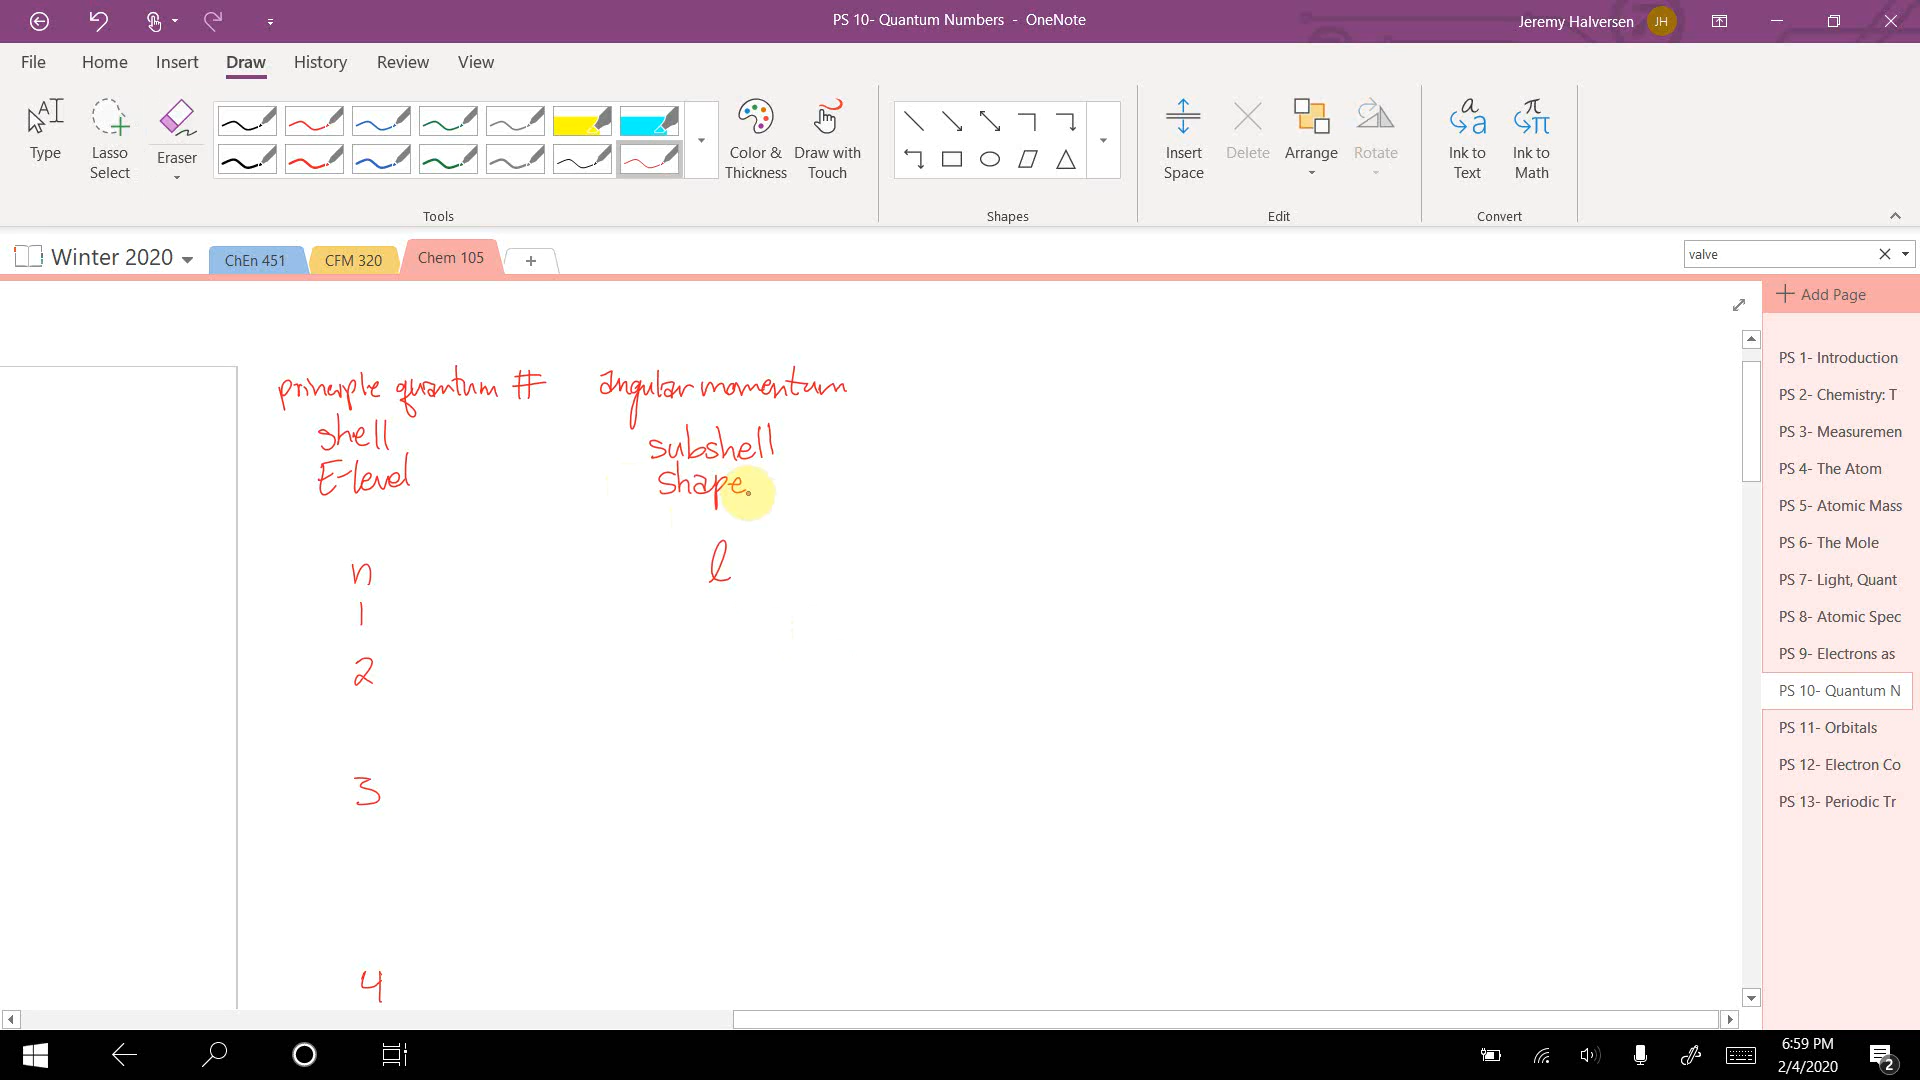 PS 10- Quantum Numbers - OneNote
Jeremy Halversen
JH
File
Home
Insert
Draw
History
Review
View
Type
Lasso
Select
Eraser
Color &
Thickness
Draw with
Touch
Insert
Space
Delete
Arrange
Rotate
Ink to
Text
Ink to
Math
Tools
Shapes
Edit
Convert
Winter 2020
ChEn 451
CFM 320
Chem 105
valve
Add Page
PS 1- Introduction
PS 2- Chemistry: T
PS 3- Measuremen
PS 4- The Atom
PS 5- Atomic Mass
PS 6- The Mole
PS 7- Light, Quant
PS 8- Atomic Spec
PS 9- Electrons as
PS 10- Quantum N
PS 11- Orbitals
PS 12- Electron Co
PS 13- Periodic Tr
principle quantum #
shell
E-level
n
1
2
3
4
angular momentum
subshell
shape
l
6:59 PM
2/4/2020
2